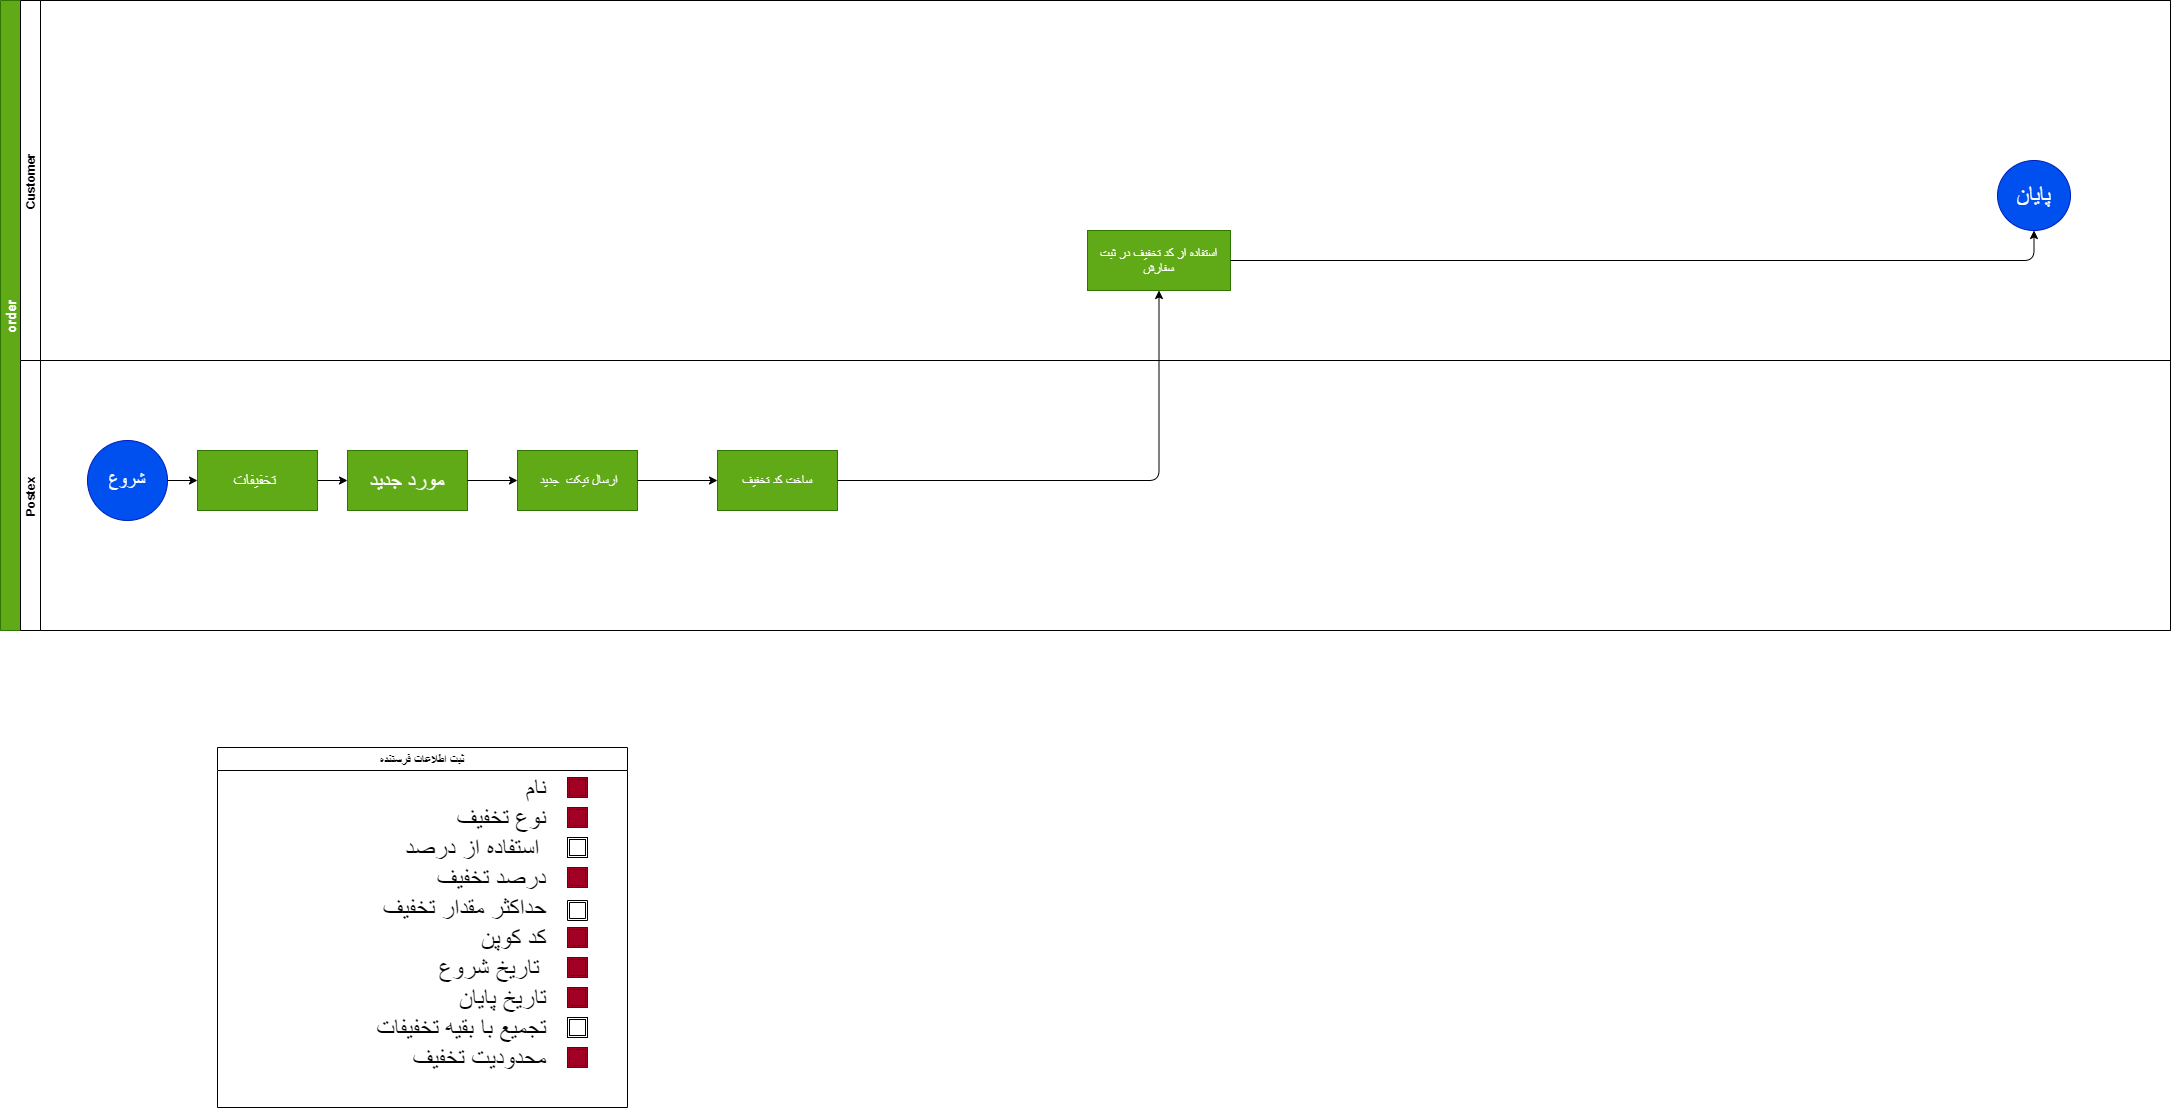 order
Customer
پایان
استفاده از کد تخفیف در ثبت
سفارش
Postex
شروع
تخفیفات
مورد جدید
ارسال تیکت جدید
ساخت کد تخفیف
ثبت اطلاعات فرستنده
نام
نوع تخفیف
استفاده از درصد
درصد تخفیف
حداکثر مقدار تخفیف
کد کوپن
تاریخ شروع
تاریخ پایان
تجمیع با بقیه تخفیفات
محدودیت تخفیف